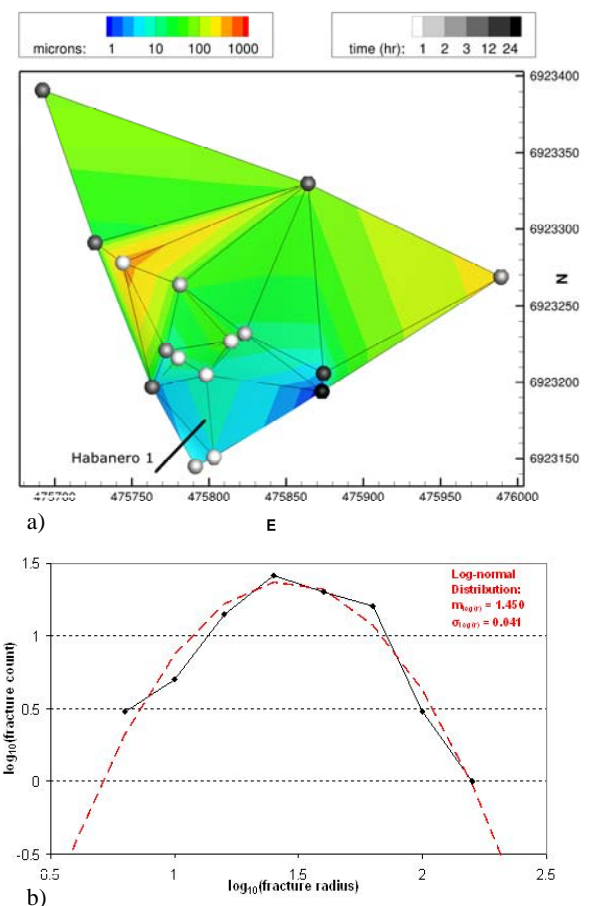 microns: 1 10 100 1000
time (hr): 1 2 3 12 24
6923400
6923350
6923300
6923250
N
6923200
6923150
Habanero 1
475700 475750 475800 475850 475900 475950 476000
a)
E
1.5
1
0.5
0
-0.5
log10(fracture count)
Log-normal
Distribution:
mlog(r) = 1.450
σlog(r) = 0.041
0.5 1 1.5 2 2.5
log10(fracture radius)
b)